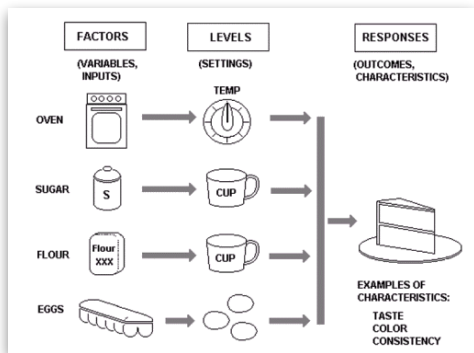 FACTORS
LEVELS
RESPONSES
(VARIABLES,
INPUTS)
(SETTINGS)
(OUTCOMES,
CHARACTERISTICS)
TEMP
OVEN
SUGAR
S
CUP
FLOUR
Flour
XXX
CUP
EGGS
EXAMPLES OF
CHARACTERISTICS:
TASTE
COLOR
CONSISTENCY